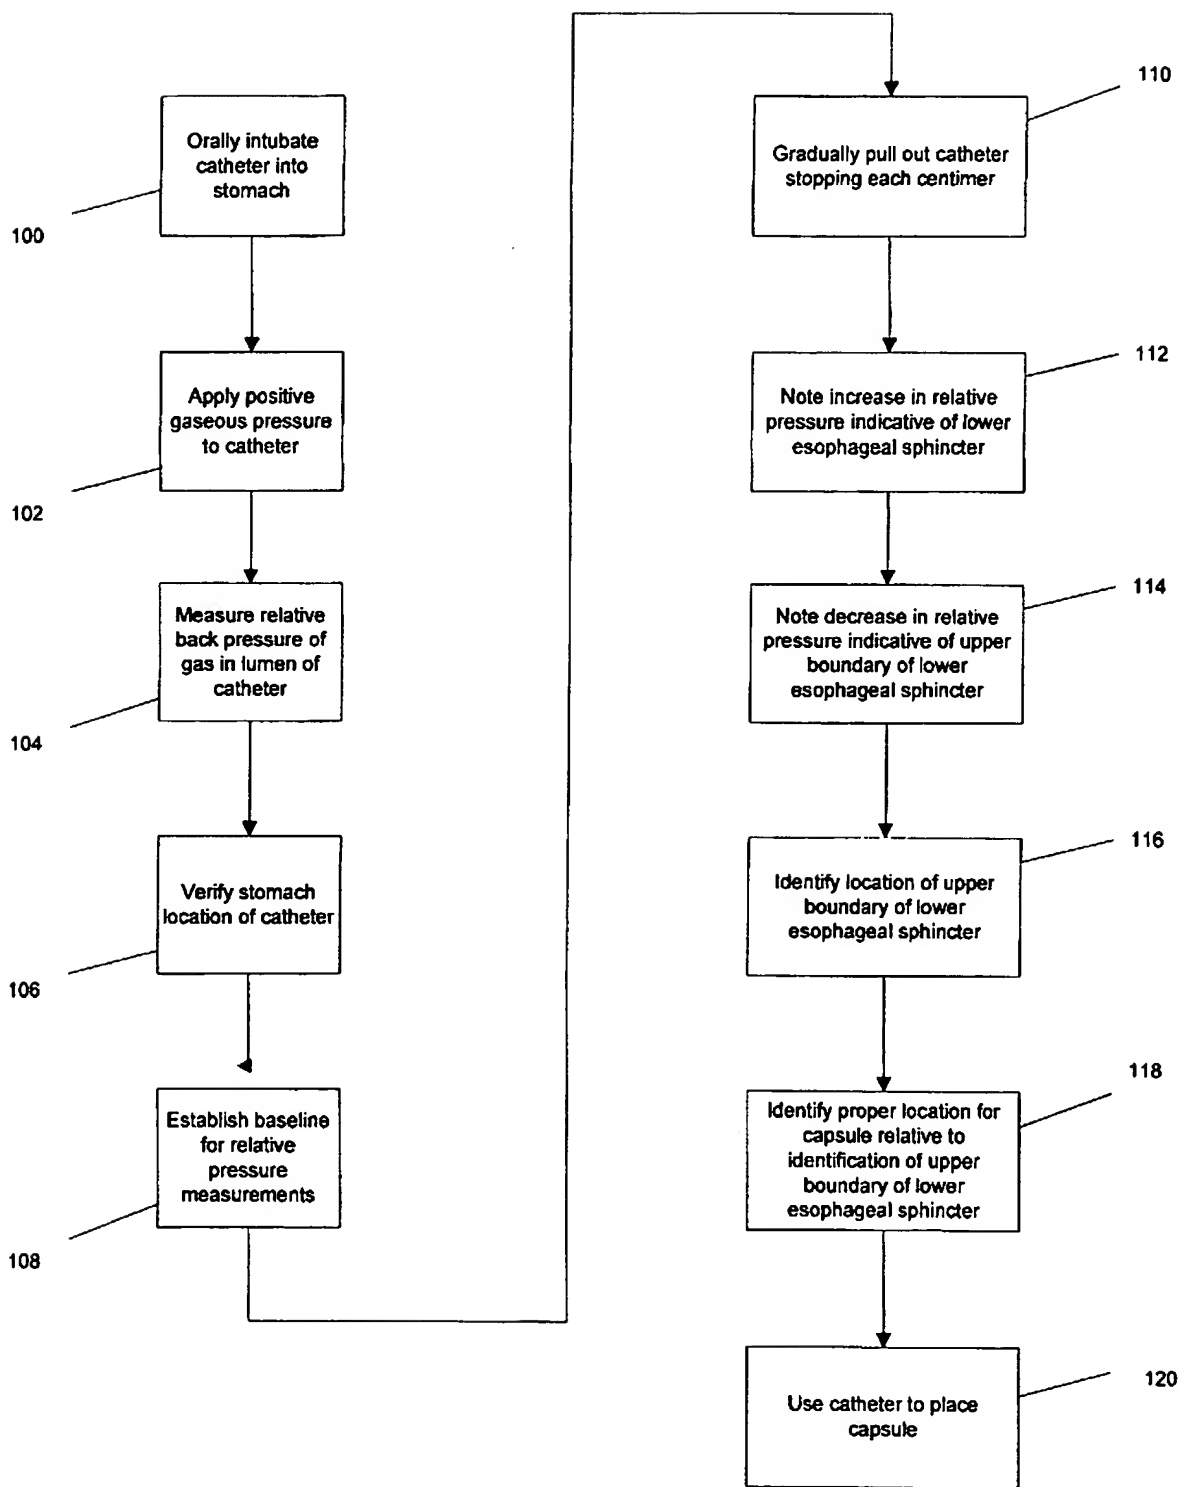 Orally intubate
catheter into
stomach
100
Apply positive
gaseous pressure
to catheter
102
Measure relative
back pressure of
gas in lumen of
catheter
104
Verify stomach
location of catheter
106
Establish baseline
for relative
pressure
measurements
108
110
Gradually pull out catheter
stopping each centimer
112
Note increase in relative
pressure indicative of lower
esophageal sphincter
114
Note decrease in relative
pressure indicative of upper
boundary of lower
esophageal sphincter
116
Identify location of upper
boundary of lower
esophageal sphincter
118
Identify proper location for
capsule relative to
identification of upper
boundary of lower
esophageal sphincter
120
Use catheter to place
capsule